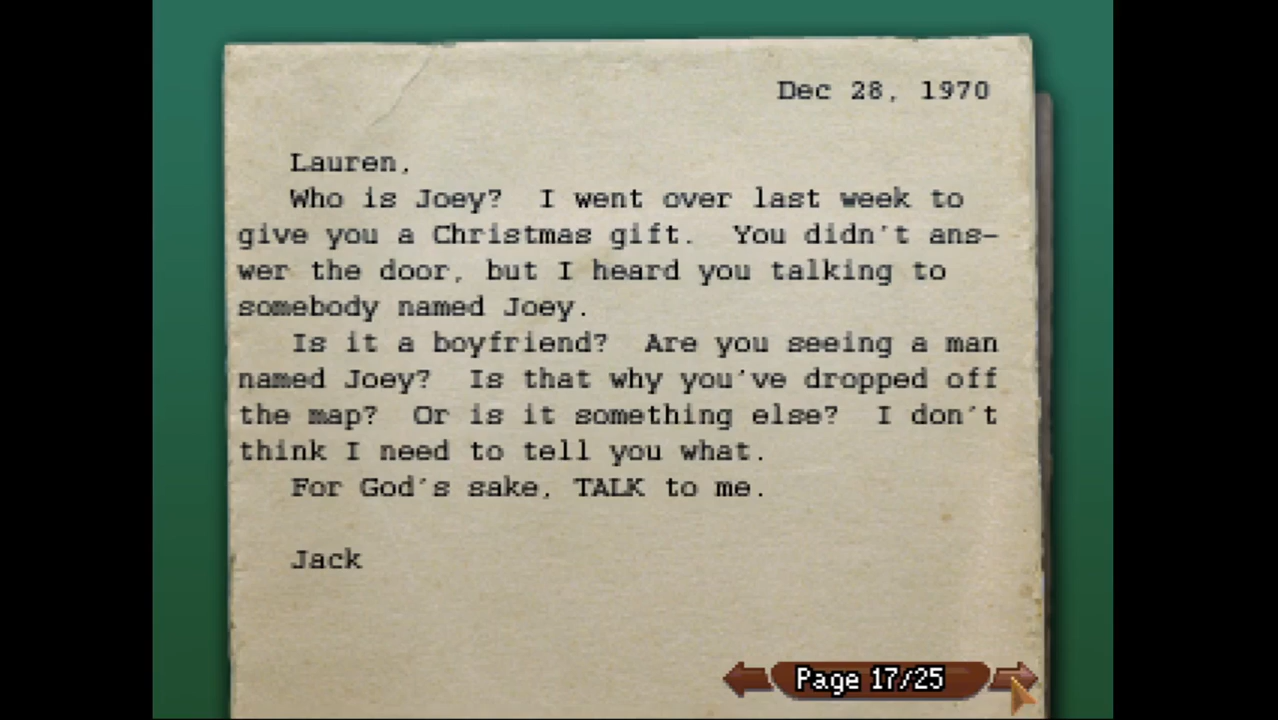 Dec 28, 1970
Lauren,
Who is Joey? I went over last week to
give you a Christmas gift. You didn't ans-
wer the door, but I heard you talking to
somebody named Joey.
Is it a boyfriend? Are you seeing a man
named Joey? Is that why you've dropped off
the map? Or is it something else? I don't
think I need to tell you what.
For God's sake, TALK to me.
Jack
Page 17/25